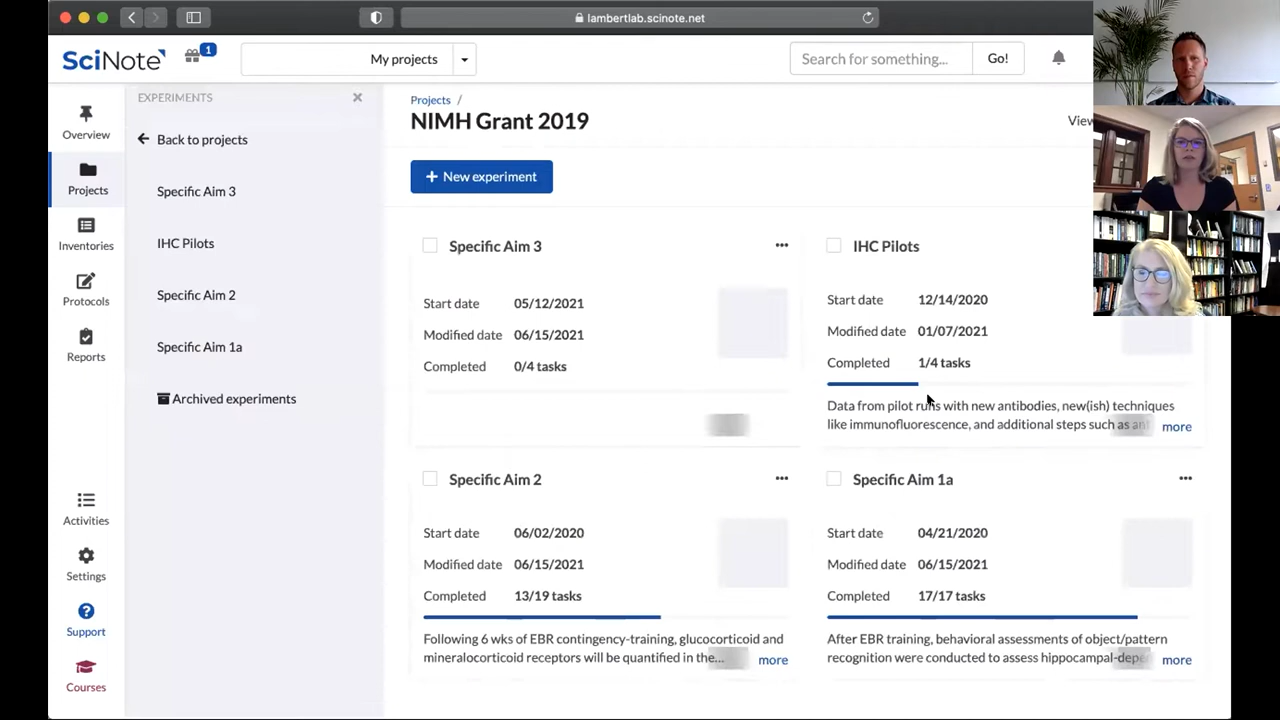 lambertlab.scinote.net
SciNote
1
My projects
Search for something...
Go!
Overview
Projects
Inventories
Protocols
Reports
Activities
Settings
Support
Courses
EXPERIMENTS
Back to projects
Specific Aim 3
IHC Pilots
Specific Aim 2
Specific Aim 1a
Archived experiments
Projects /
NIMH Grant 2019
View
+ New experiment
Specific Aim 3
Start date 05/12/2021
Modified date 06/15/2021
Completed 0/4 tasks
IHC Pilots
Start date 12/14/2020
Modified date 01/07/2021
Completed 1/4 tasks
Data from pilot runs with new antibodies, new(ish) techniques
like immunofluorescence, and additional steps such as more
Specific Aim 2
Start date 06/02/2020
Modified date 06/15/2021
Completed 13/19 tasks
Following 6 wks of EBR contingency-training, glucocorticoid and
mineralocorticoid receptors will be quantified in the... more
Specific Aim 1a
Start date 04/21/2020
Modified date 06/15/2021
Completed 17/17 tasks
After EBR training, behavioral assessments of object/pattern
recognition were conducted to assess more